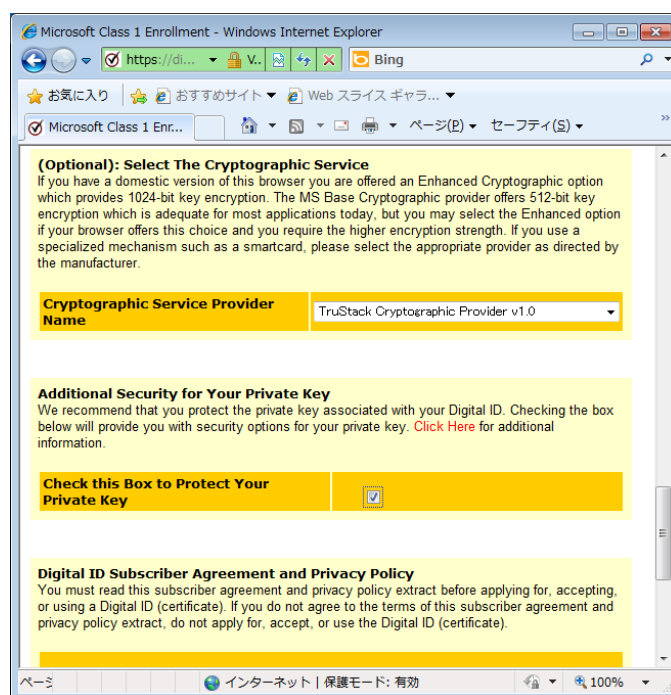 Microsoft Class 1 Enrollment - Windows Internet Explorer
https://di... V.. Bing
お気に入り おすすめサイト Web スライス ギャラ...
Microsoft Class 1 Enr... ページ(P) セーフティ(S) »
(Optional): Select The Cryptographic Service
If you have a domestic version of this browser you are offered an Enhanced Cryptographic option
which provides 1024-bit key encryption. The MS Base Cryptographic provider offers 512-bit key
encryption which is adequate for most applications today, but you may select the Enhanced option
if your browser offers this choice and you require the higher encryption strength. If you use a
specialized mechanism such as a smartcard, please select the appropriate provider as directed by
the manufacturer.
Cryptographic Service Provider
Name
TruStack Cryptographic Provider v1.0
Additional Security for Your Private Key
We recommend that you protect the private key associated with your Digital ID. Checking the box
below will provide you with security options for your private key. Click Here for additional
information.
Check this Box to Protect Your
Private Key
Digital ID Subscriber Agreement and Privacy Policy
You must read this subscriber agreement and privacy policy extract before applying for, accepting,
or using a Digital ID (certificate). If you do not agree to the terms of this subscriber agreement and
privacy policy extract, do not apply for, accept, or use the Digital ID (certificate).
インターネット | 保護モード: 有効 100%